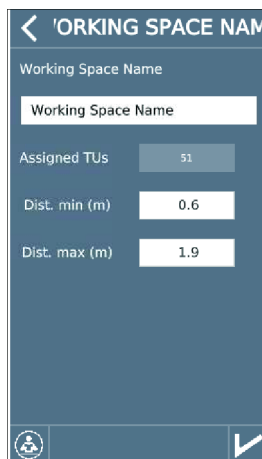 'ORKING SPACE NAM
Working Space Name
Working Space Name
Assigned TUs 51
Dist. min (m) 0.6
Dist. max (m) 1.9